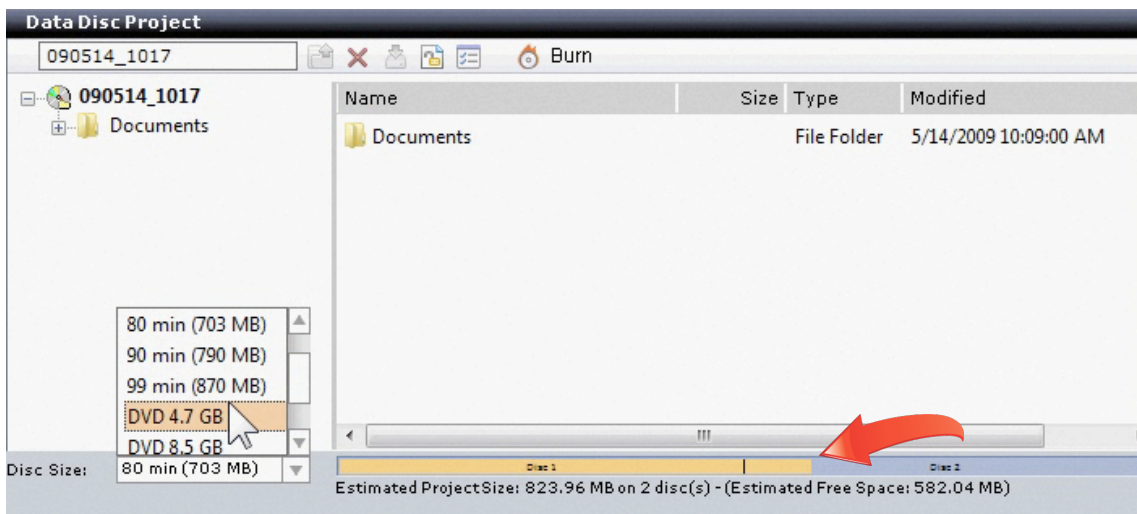 Data Disc Project
090514_1017 Burn
090514_1017
Documents
Name Size Type Modified
Documents File Folder 5/14/2009 10:09:00 AM
80 min (703 MB)
90 min (790 MB)
99 min (870 MB)
DVD 4.7 GB
DVD 8.5 GB
Disc Size: 80 min (703 MB)
Disc 1 Disc 2
Estimated Project Size: 823.96 MB on 2 disc(s) - (Estimated Free Space: 582.04 MB)